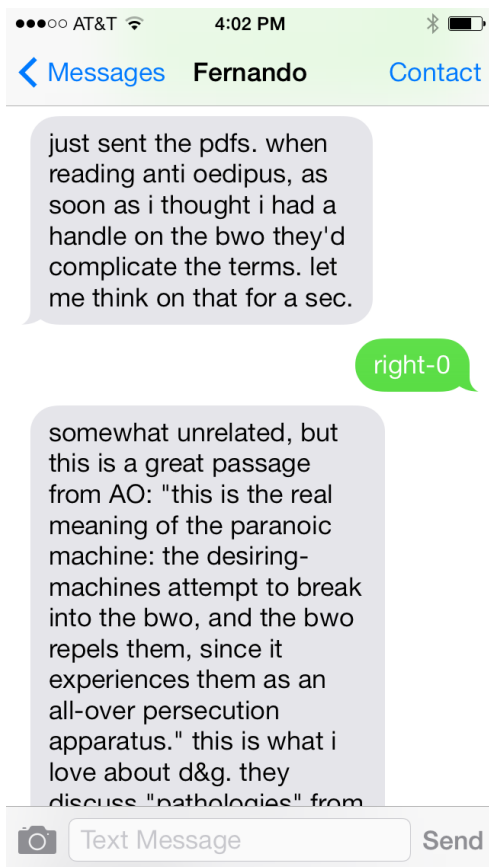 AT&T 4:02 PM
Messages Fernando Contact
just sent the pdfs. when
reading anti oedipus, as
soon as i thought i had a
handle on the bwo they'd
complicate the terms. let
me think on that for a sec.
right-0
somewhat unrelated, but
this is a great passage
from AO: "this is the real
meaning of the paranoic
machine: the desiring-
machines attempt to break
into the bwo, and the bwo
repels them, since it
experiences them as an
all-over persecution
apparatus." this is what i
love about d&g. they
discuss "pathologies" from
Text Message Send